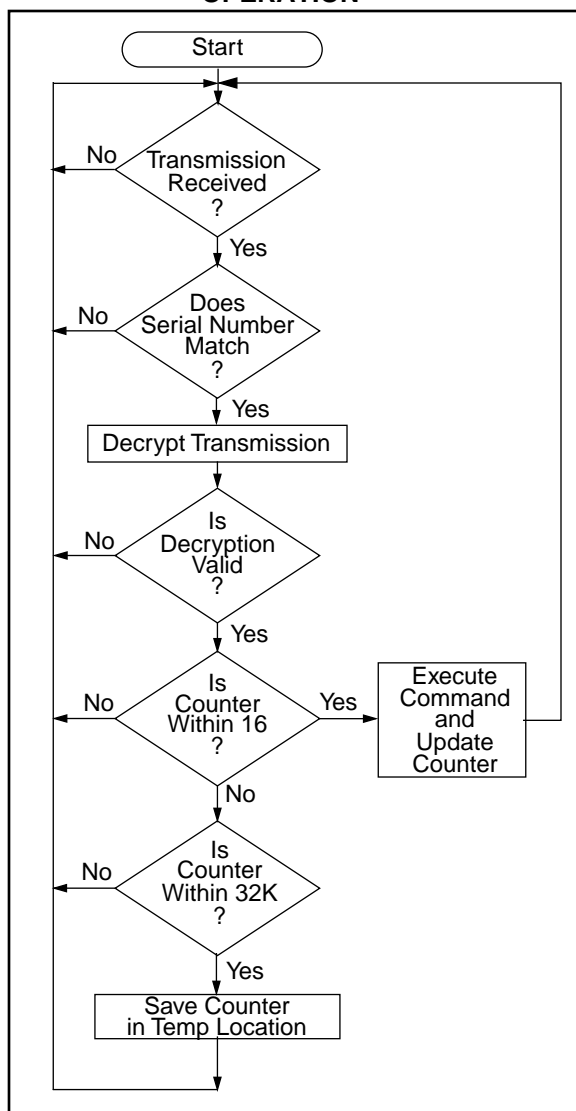 OPERATION
Start
No
Transmission
Received
?
Yes
No
Does
Serial Number
Match
?
Yes
Decrypt Transmission
No
Is
Decryption
Valid
?
Yes
No
Is
Counter
Within 16
?
Yes
Execute
Command
and
Update
Counter
No
No
Is
Counter
Within 32K
?
Yes
Save Counter
in Temp Location